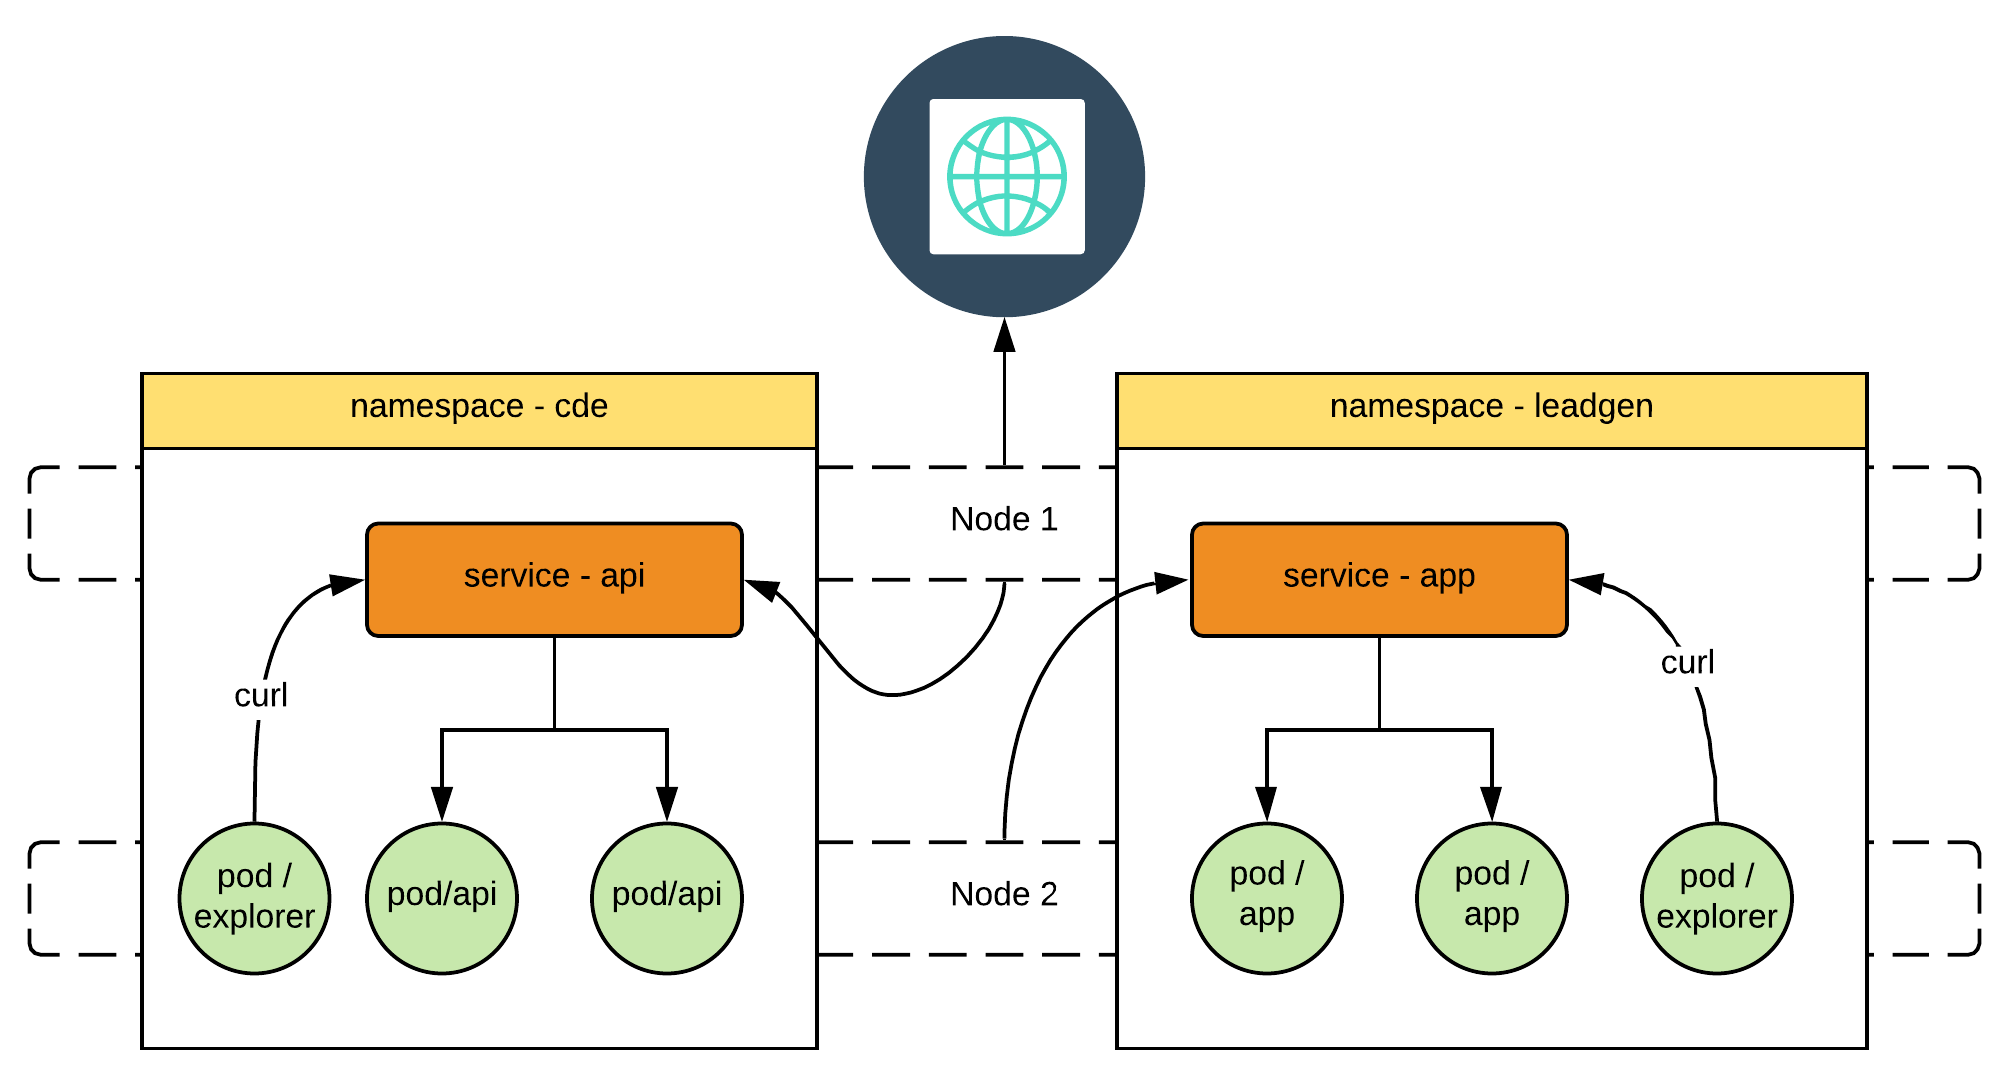 namespace - cde
namespace - leadgen
Node 1
service - api
service - app
curl
curl
pod /
explorer
pod/api
pod/api
Node 2
pod /
app
pod /
app
pod /
explorer